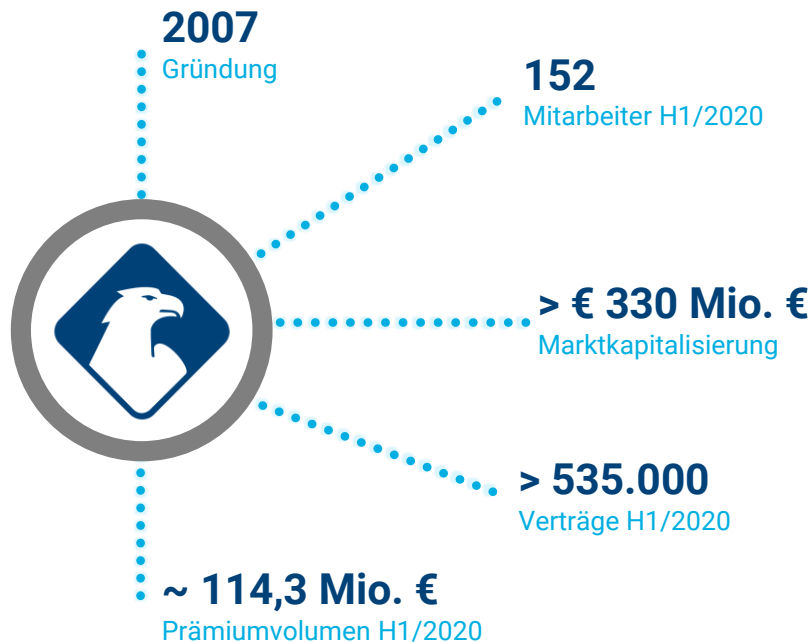 2007
Gründung
152
Mitarbeiter H1/2020
> € 330 Mio. €
Marktkapitalisierung
> 535.000
Verträge H1/2020
~ 114,3 Mio. €
Prämiumvolumen H1/2020